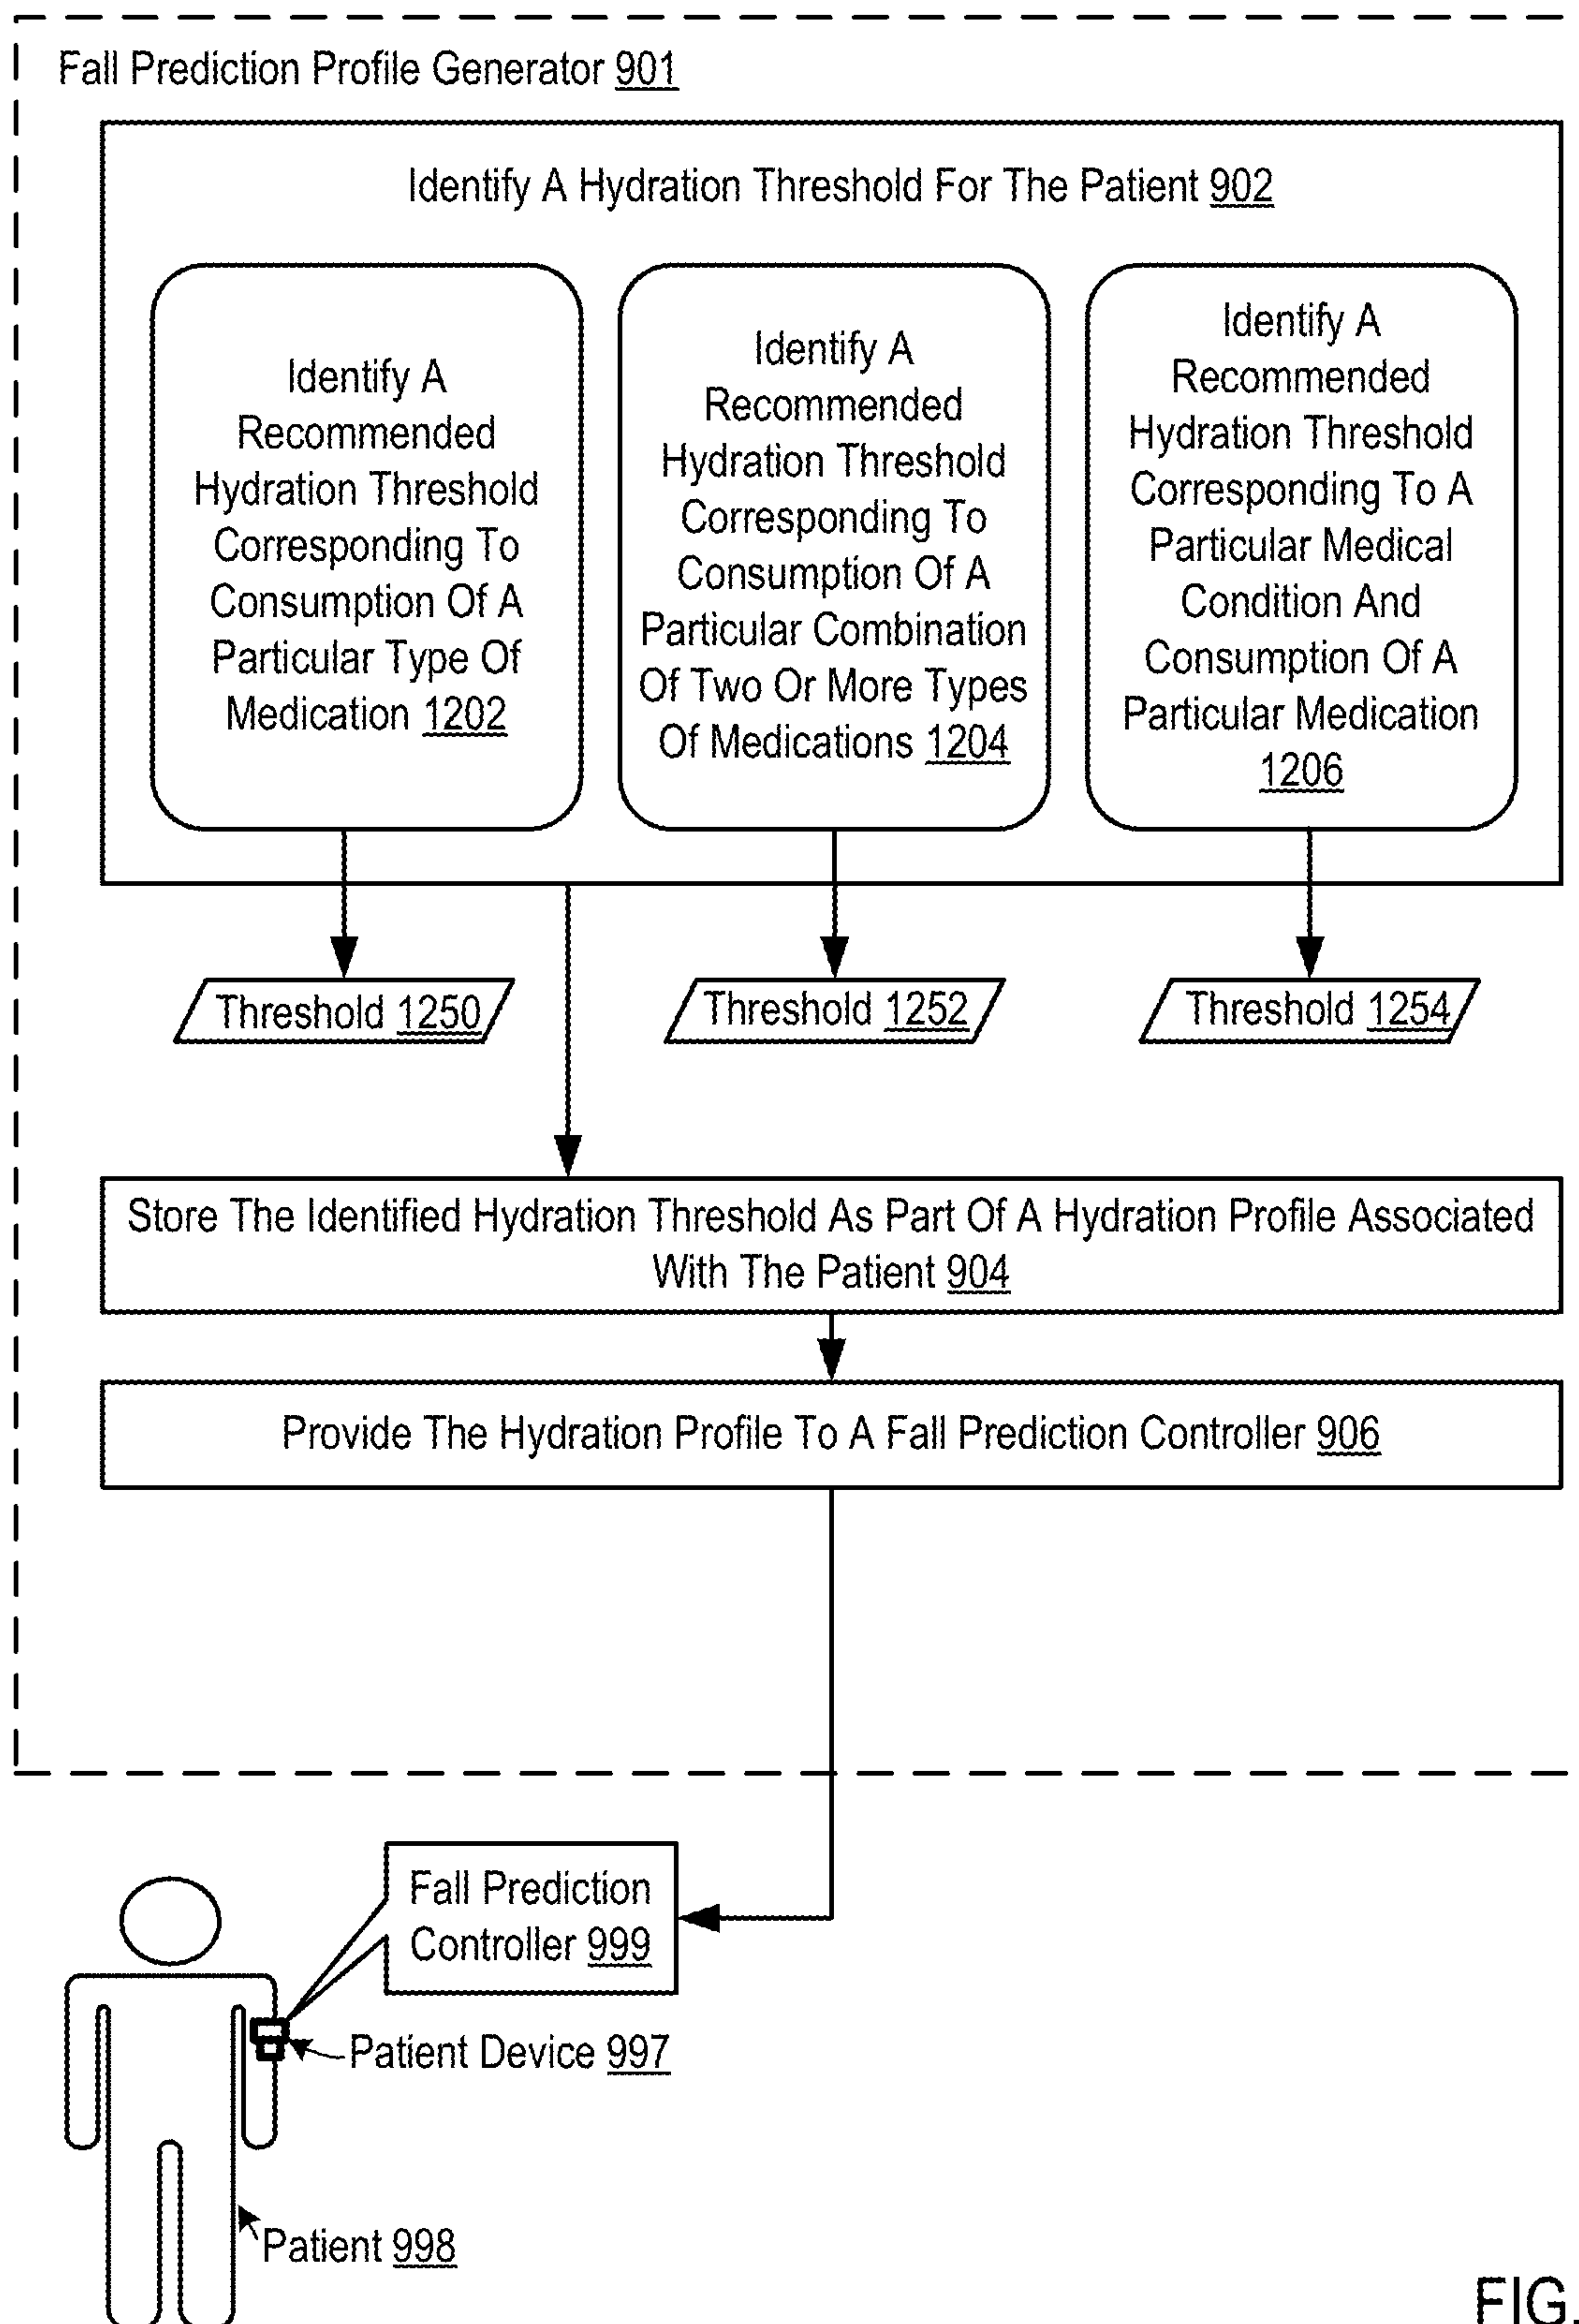 Fall Prediction Profile Generator 901
Identify A Hydration Threshold For The Patient 902
Identify A
Recommended
Hydration Threshold
Corresponding To
Consumption Of A
Particular Type Of
Medication 1202
Identify A
Recommended
Hydration Threshold
Corresponding To
Consumption Of A
Particular Combination
Of Two Or More Types
Of Medications 1204
Identify A
Recommended
Hydration Threshold
Corresponding To A
Particular Medical
Condition And
Consumption Of A
Particular Medication
1206
Threshold 1250
Threshold 1252
Threshold 1254
Store The Identified Hydration Threshold As Part Of A Hydration Profile Associated
With The Patient 904
Provide The Hydration Profile To A Fall Prediction Controller 906
Fall Prediction
Controller 999
Patient Device 997
Patient 998
FIG.